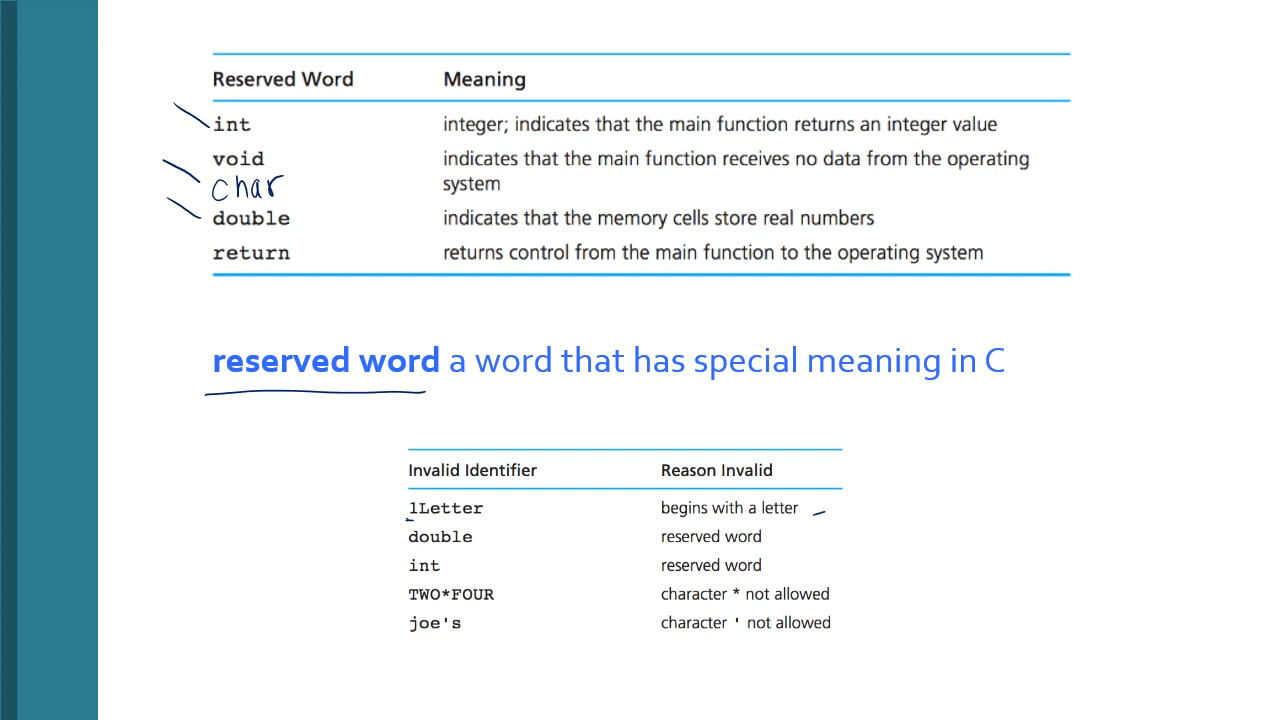 Reserved Word Meaning
int integer; indicates that the main function returns an integer value
void indicates that the main function receives no data from the operating
char system
double indicates that the memory cells store real numbers
return returns control from the main function to the operating system
reserved word a word that has special meaning in C
Invalid Identifier Reason Invalid
1Letter begins with a letter
double reserved word
int reserved word
TWO*FOUR character * not allowed
joe's character ' not allowed